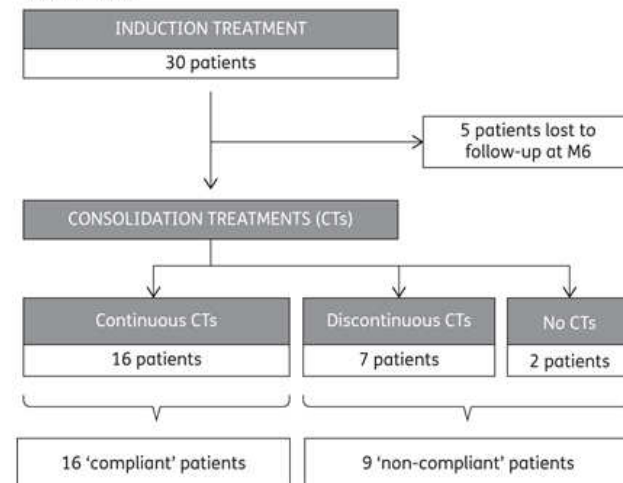 INDUCTION TREATMENT
30 patients
5 patients lost to
follow-up at M6
CONSOLIDATION TREATMENTS (CTs)
Continuous CTs
16 patients
Discontinuous CTs
7 patients
No CTs
2 patients
16 'compliant' patients
9 'non-compliant' patients